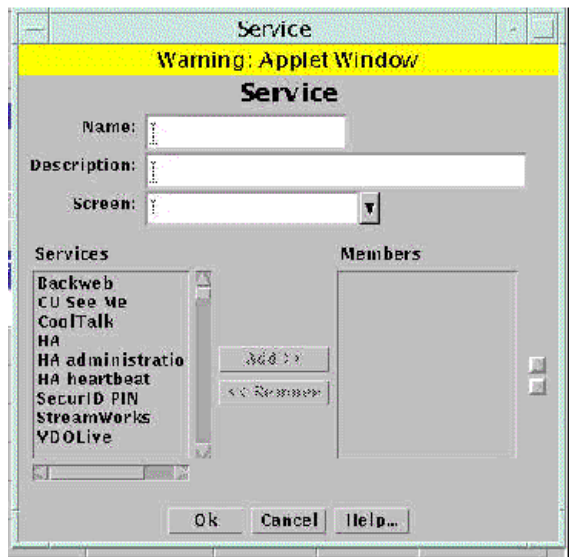 Service
Warning: Applet Window
Service
Name:
Description:
Screen:
Services
Members
Backweb
CU See Me
CoolTalk
HA
HA administratio
HA heartbeat
SecurID PIN
StreamWorks
VDOLive
Add >>
<< Remove
Ok
Cancel
Help...